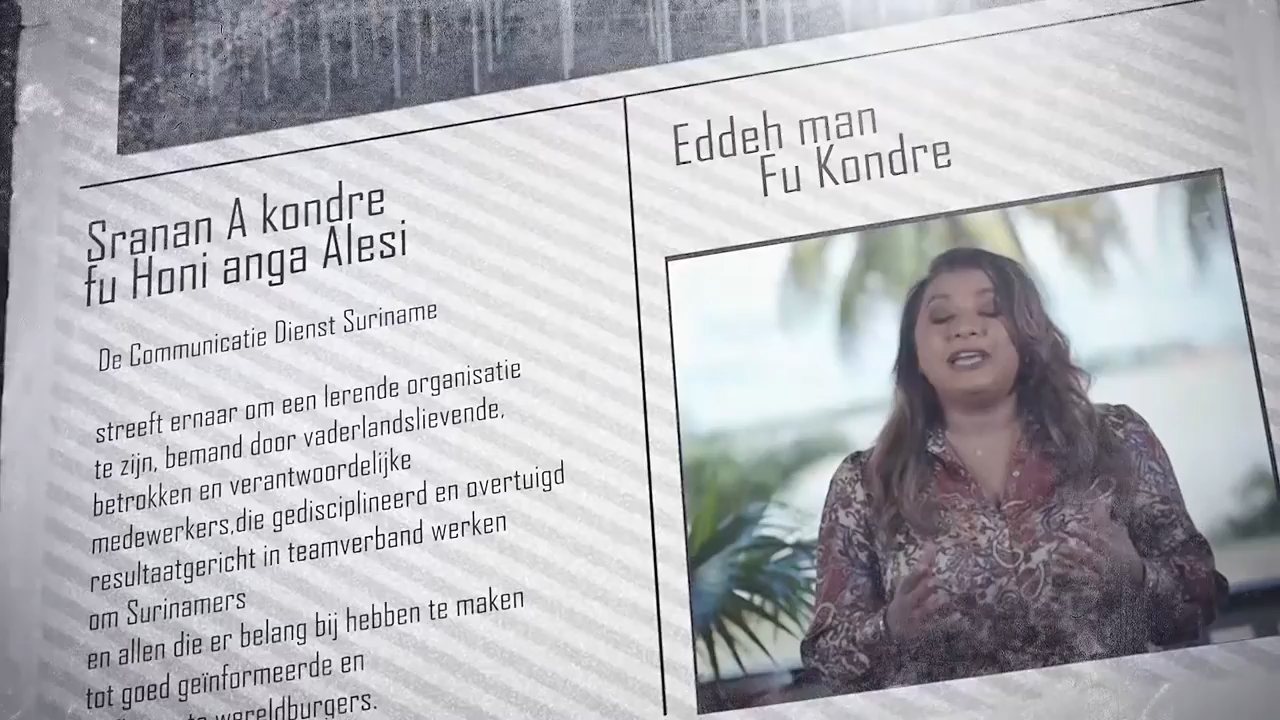 Sranan A kondre
fu Honi anga Alesi
De Communicatie Dienst Suriname
streeft ernaar om een lerende organisatie
te zijn, bemand door vaderlandslievende,
betrokken en verantwoordelijke
medewerkers,die gedisciplineerd en overtuigd
resultaatgericht in teamverband werken
om Surinamers
en allen die er belang bij hebben te maken
tot goed geïnformeerde en
wereldburgers.
Eddeh man
Fu Kondre